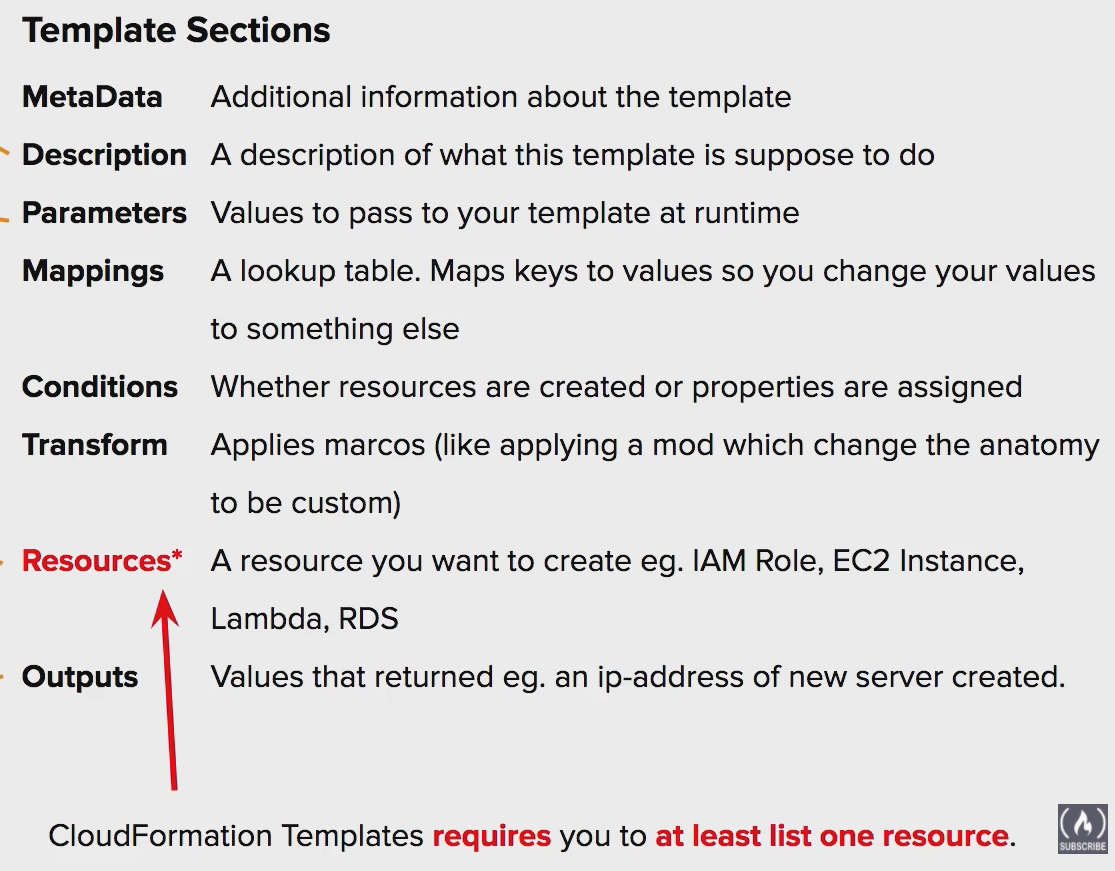 Template Sections
MetaData Additional information about the template
Description A description of what this template is suppose to do
Parameters Values to pass to your template at runtime
Mappings A lookup table. Maps keys to values so you change your values
to something else
Conditions Whether resources are created or properties are assigned
Transform Applies marcos (like applying a mod which change the anatomy
to be custom)
Resources* A resource you want to create eg. IAM Role, EC2 Instance,
Lambda, RDS
Outputs Values that returned eg. an ip-address of new server created.
CloudFormation Templates requires you to at least list one resource.
SUBSCRIBE